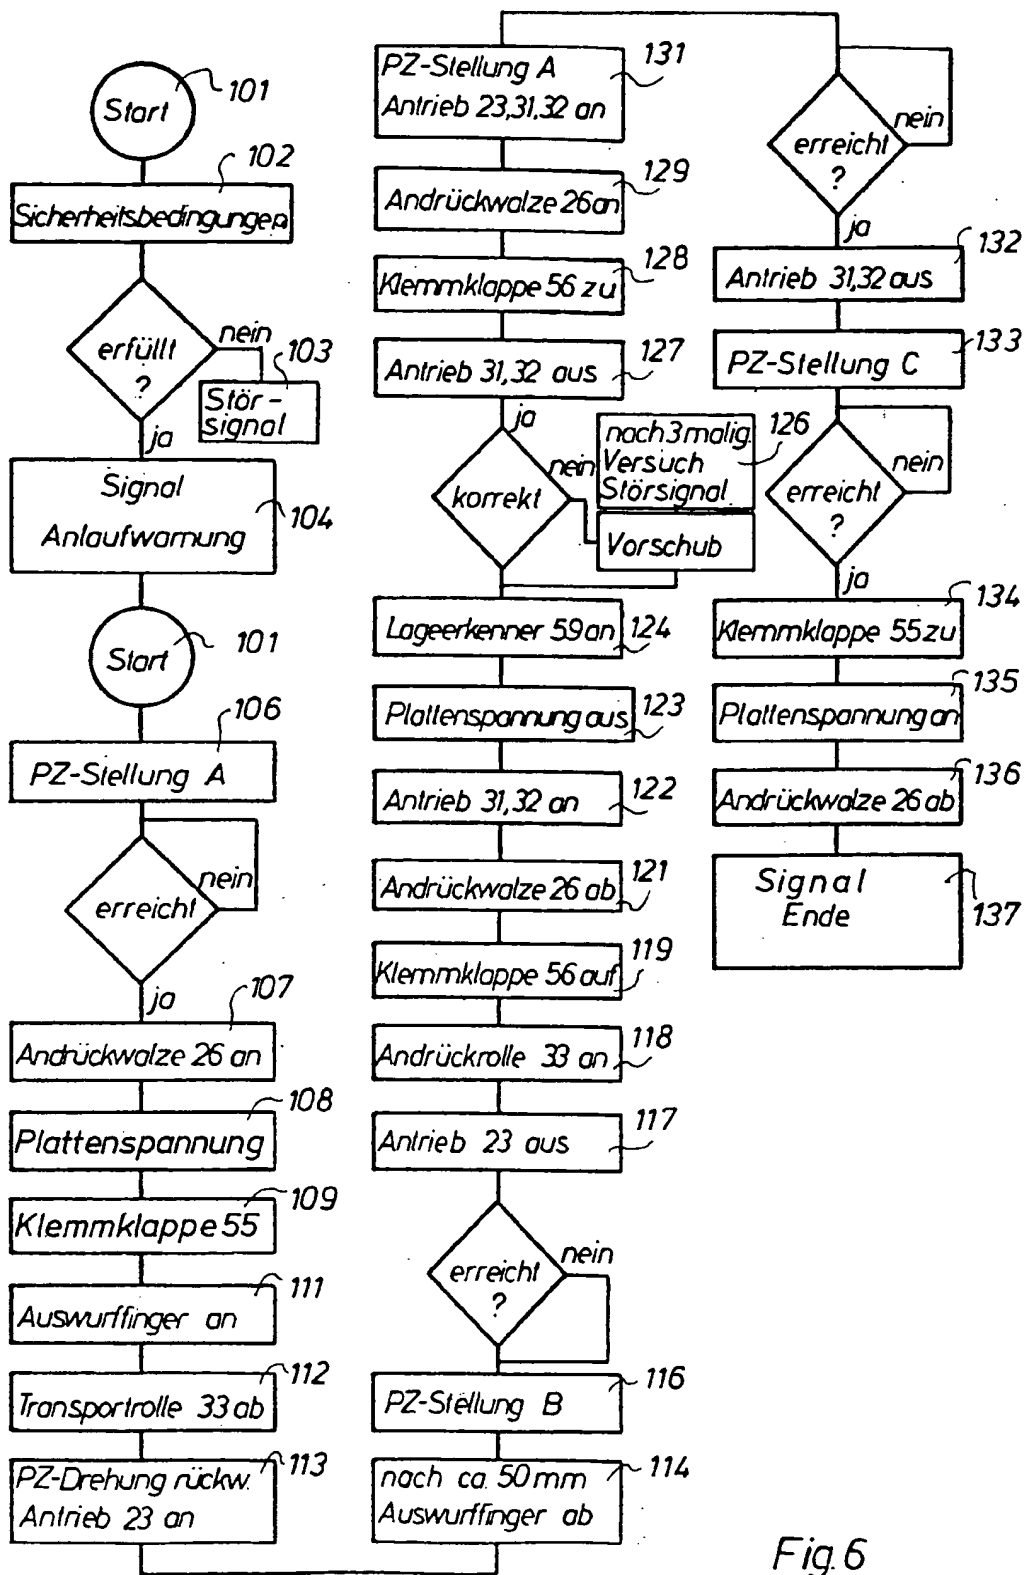 Start
101
102
Sicherheitsbedingungen
erfüllt
?
nein
ja
103
Stör-
signal
Signal
Anlaufwarnung
104
Start
101
106
PZ-Stellung A
erreicht
nein
ja
107
Andrückwalze 26 an
108
Plattenspannung
109
Klemmklappe 55
111
Auswurffinger an
112
Transportrolle 33 ab
113
PZ-Drehung rückw.
Antrieb 23 an
131
PZ-Stellung A
Antrieb 23,31,32 an
129
Andrückwalze 26 an
128
Klemmklappe 56 zu
127
Antrieb 31,32 aus
ja
korrekt
nein
nach 3malig.
Versuch
Störsignal
126
Vorschub
Lageerkenner 59 an
124
Plattenspannung aus
123
Antrieb 31,32 an
122
Andrückwalze 26 ab
121
Klemmklappe 56 auf
119
Andrückrolle 33 an
118
Antrieb 23 aus
117
erreicht
?
nein
PZ-Stellung B
116
nach ca. 50 mm
Auswurffinger ab
114
erreicht
?
nein
ja
132
Antrieb 31,32 aus
133
PZ-Stellung C
erreicht
?
nein
ja
134
Klemmklappe 55 zu
135
Plattenspannung an
136
Andrückwalze 26 ab
Signal
Ende
137
Fig. 6